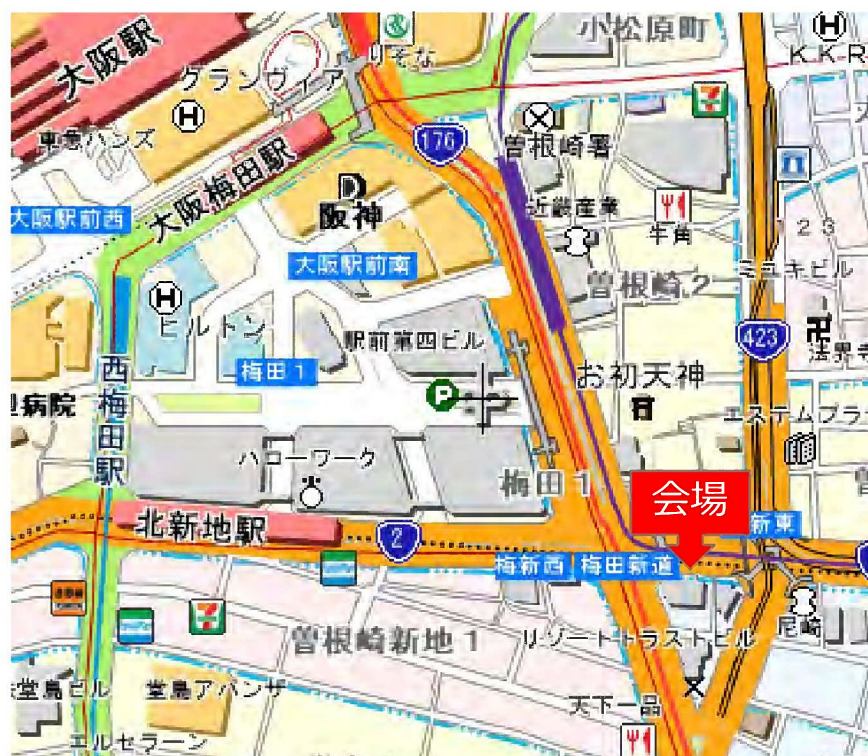 小松原町
りそな
大阪駅
グランヴィア
H
H
KKR
176
曽根崎署
東急ハンズ
大阪梅田駅
大阪駅前西
阪神
近畿産業
牛角
123
大阪駅前南
曽根崎2
ミユキビル
H
ヒルトン
駅前第四ビル
423
法界寺
梅田1
お初天神
P
病院
西梅田駅
エステムプラ
ハローワーク
梅田1
会場
北新地駅
2
新東
梅新西
梅田新道
曽根崎新地1
リゾートトラストビル
尼崎
堂島ビル
堂島アバンザ
天下一品
エルセラーン